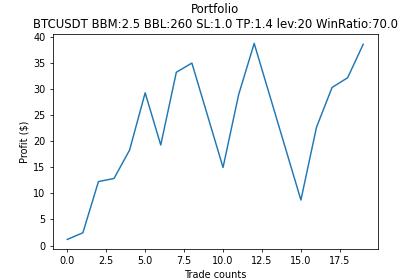 Portfolio
BTCUSDT BBM:2.5 BBL:260 SL:1.0 TP:1.4 lev:20 WinRatio:70.0
40
35
30
25
20
15
10
5
0
Profit ($)
0.0 2.5 5.0 7.5 10.0 12.5 15.0 17.5
Trade counts